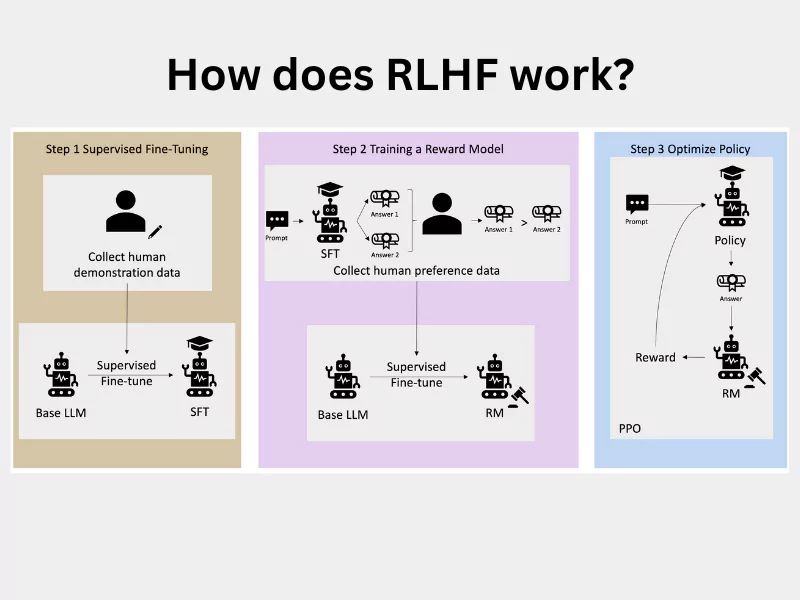 How does RLHF work?
Step 1 Supervised Fine-Tuning
Collect human
demonstration data
Supervised
Fine-tune
Base LLM
SFT
Step 2 Training a Reward Model
Prompt
SFT
Answer 1
Answer 2
Answer 1
>
Answer 2
Collect human preference data
Supervised
Fine-tune
Base LLM
RM
Step 3 Optimize Policy
Prompt
Policy
Answer
Reward
RM
PPO